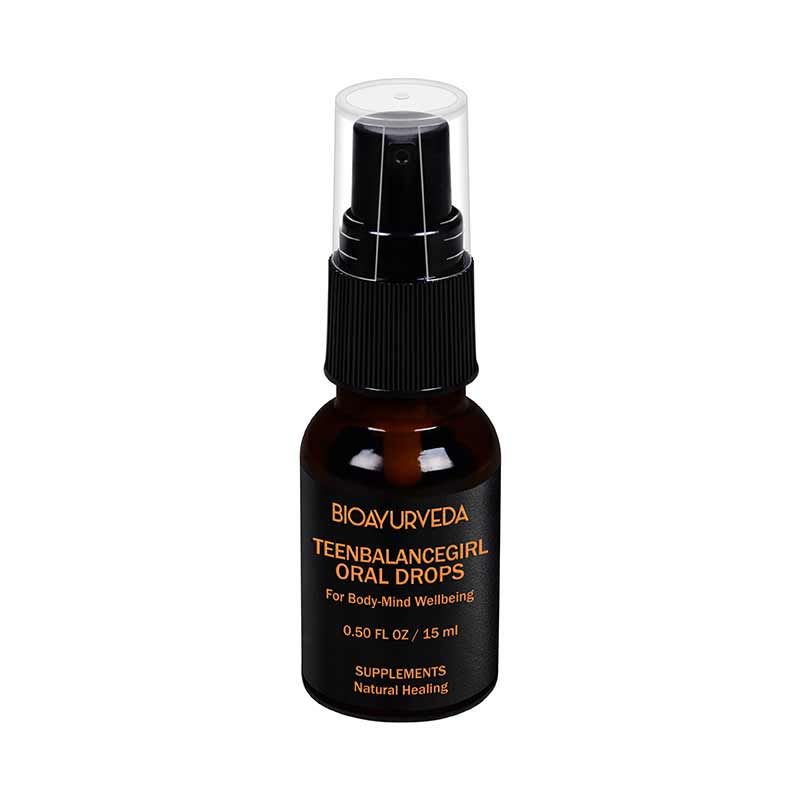 BIOAYURVEDA
TEENBALANCEGIRL
ORAL DROPS
For Body-Mind Wellbeing
0.50 FL OZ / 15 ml
SUPPLEMENTS
Natural Healing